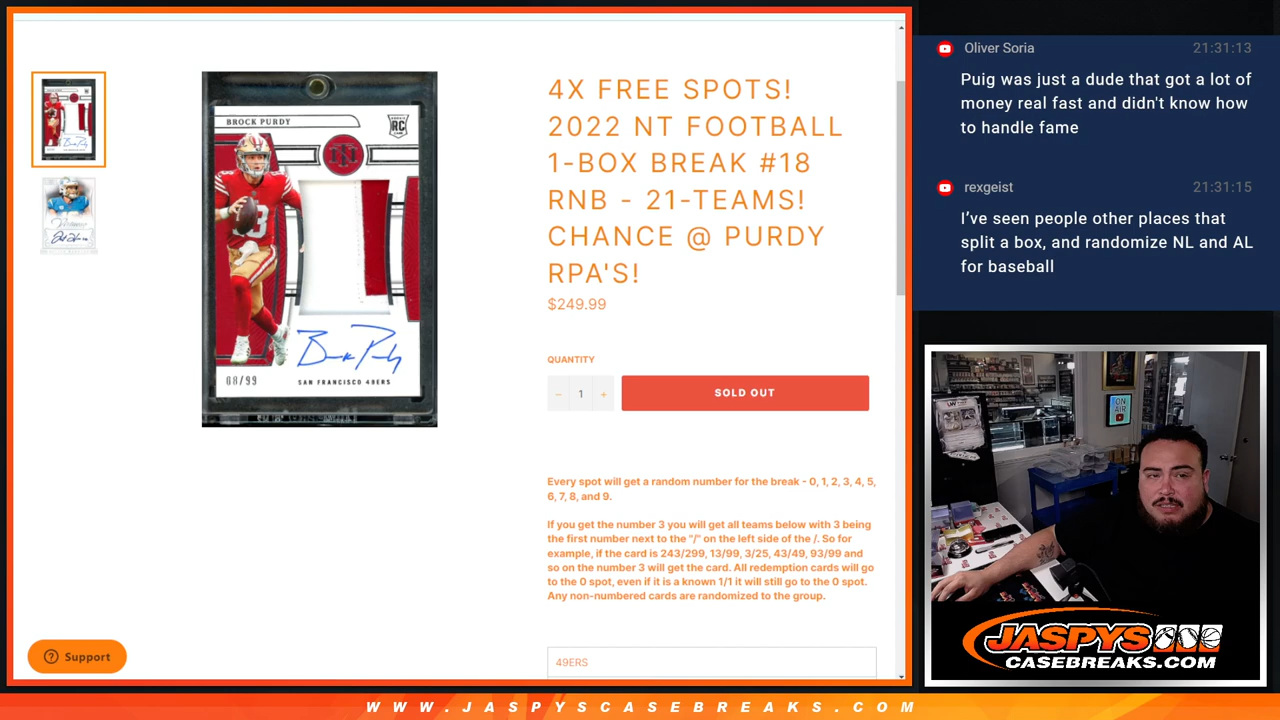 4X FREE SPOTS!
2022 NT FOOTBALL
1-BOX BREAK #18
RNB - 21-TEAMS!
CHANCE @ PURDY
RPA'S!
$249.99
QUANTITY
− 1 +
SOLD OUT
Every spot will get a random number for the break - 0, 1, 2, 3, 4, 5,
6, 7, 8, and 9.
If you get the number 3 you will get all teams below with 3 being
the first number next to the "/" on the left side of the /. So for
example, if the card is 243/299, 13/99, 3/25, 43/49, 93/99 and
so on the number 3 will get the card. All redemption cards will go
to the 0 spot, even if it is a known 1/1 it will still go to the 0 spot.
Any non-numbered cards are randomized to the group.
49ERS
BROCK PURDY
RC
08/99
SAN FRANCISCO 49ERS
Support
Oliver Soria 21:31:13
Puig was just a dude that got a lot of
money real fast and didn't know how
to handle fame
rexgeist 21:31:15
I've seen people other places that
split a box, and randomize NL and AL
for baseball
ON
AIR
JASPYS
CASEBREAKS.COM
WWW.JASPYSCASEBREAKS.COM